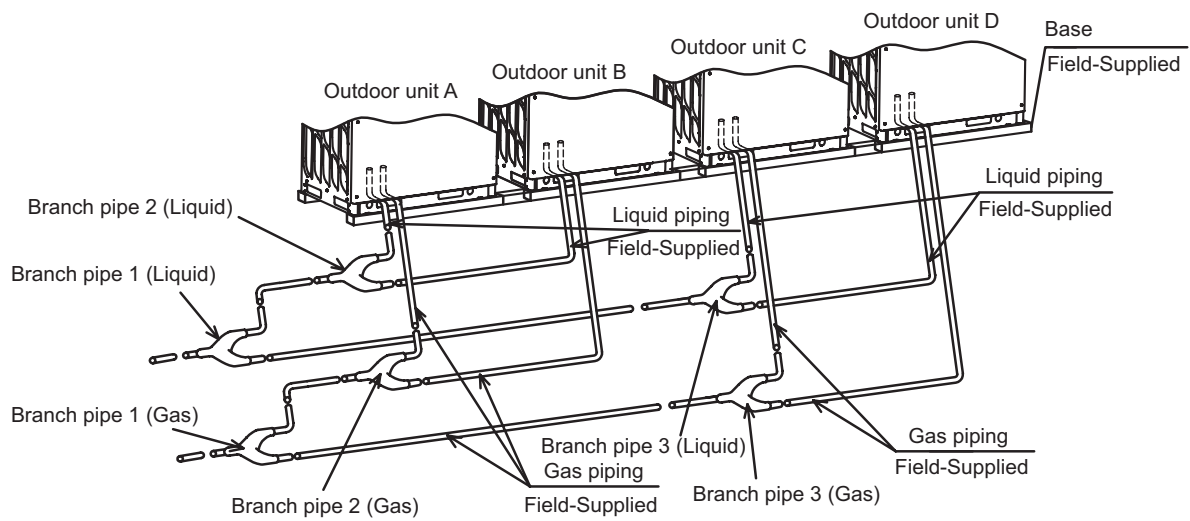 Outdoor unit D
Base
Field-Supplied
Outdoor unit C
Outdoor unit B
Outdoor unit A
Liquid piping
Field-Supplied
Branch pipe 2 (Liquid)
Liquid piping
Field-Supplied
Branch pipe 1 (Liquid)
Branch pipe 1 (Gas)
Branch pipe 3 (Liquid)
Gas piping
Field-Supplied
Gas piping
Field-Supplied
Branch pipe 2 (Gas)
Branch pipe 3 (Gas)